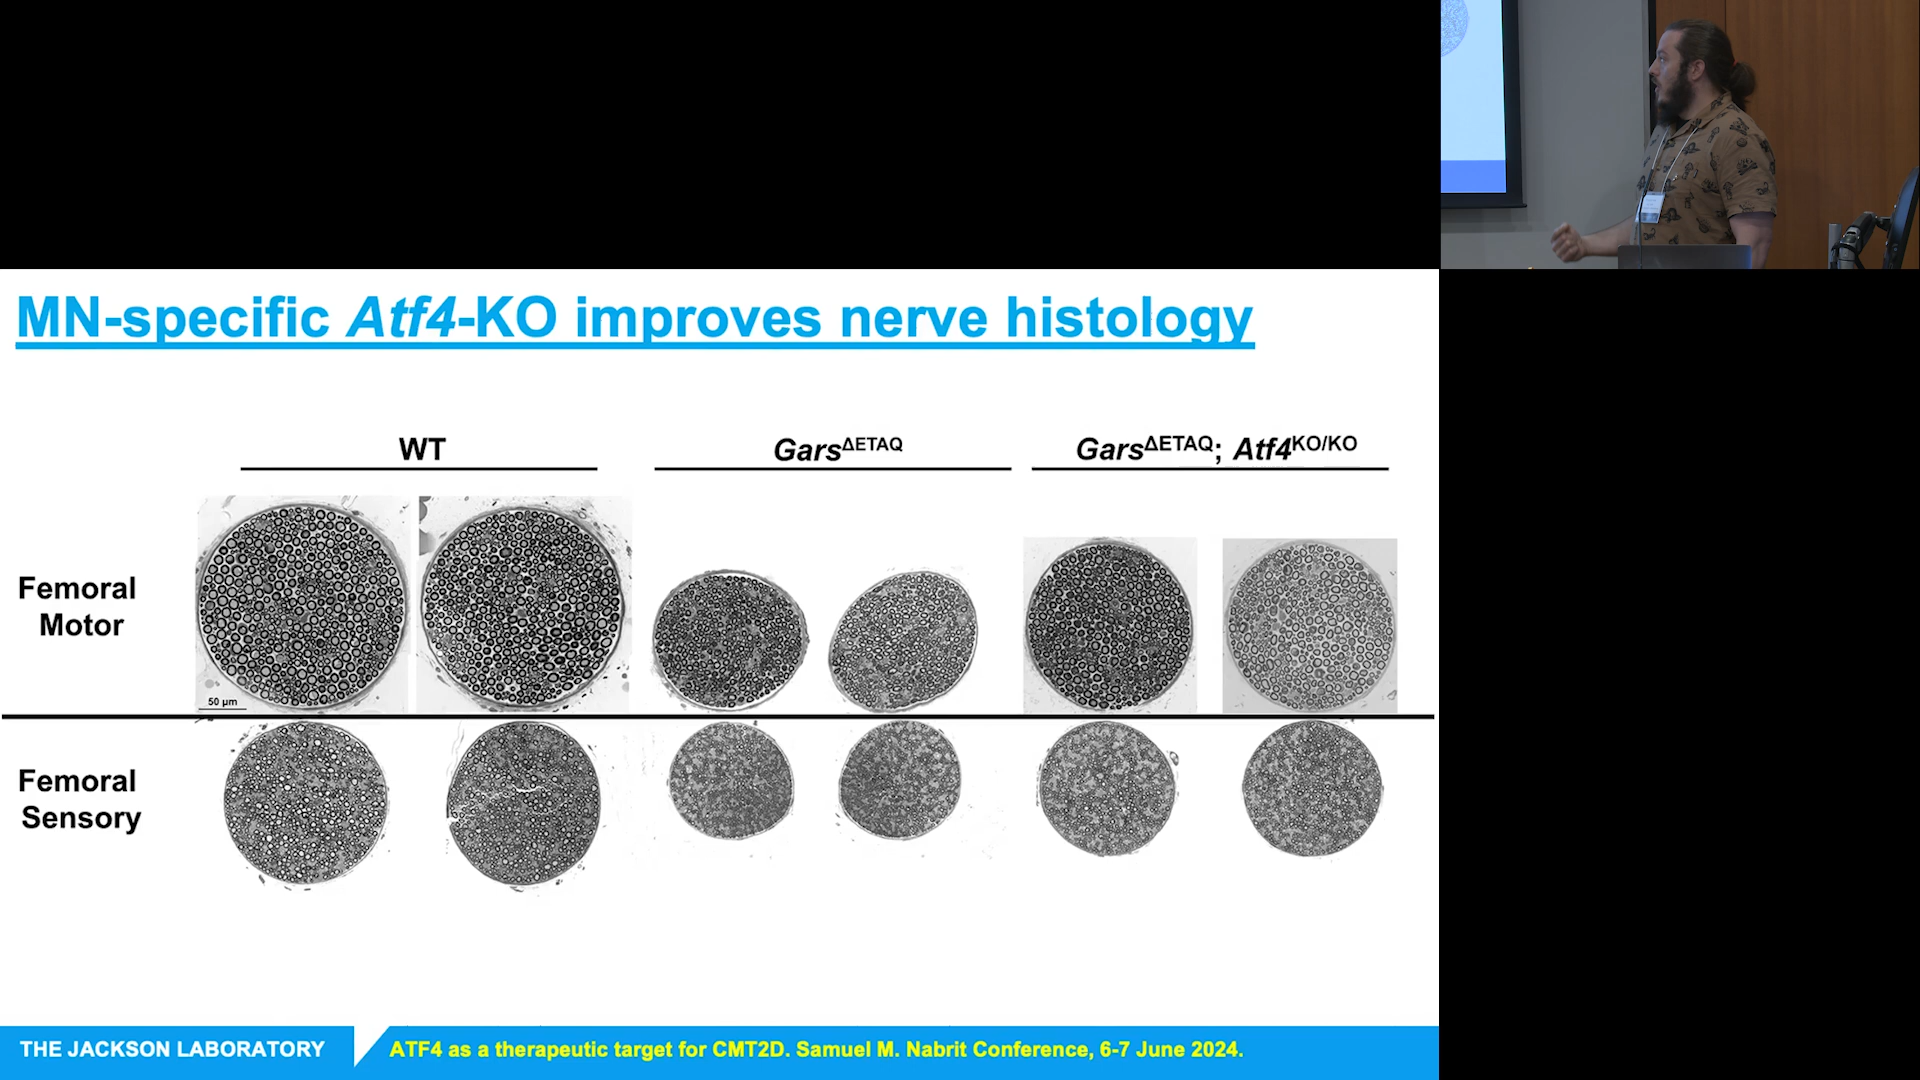 MN-specific Atf4-KO improves nerve histology
WT
GarsΔETAQ
GarsΔETAQ; Atf4KO/KO
Femoral
Motor
50 µm
Femoral
Sensory
THE JACKSON LABORATORY
ATF4 as a therapeutic target for CMT2D. Samuel M. Nabrit Conference, 6-7 June 2024.